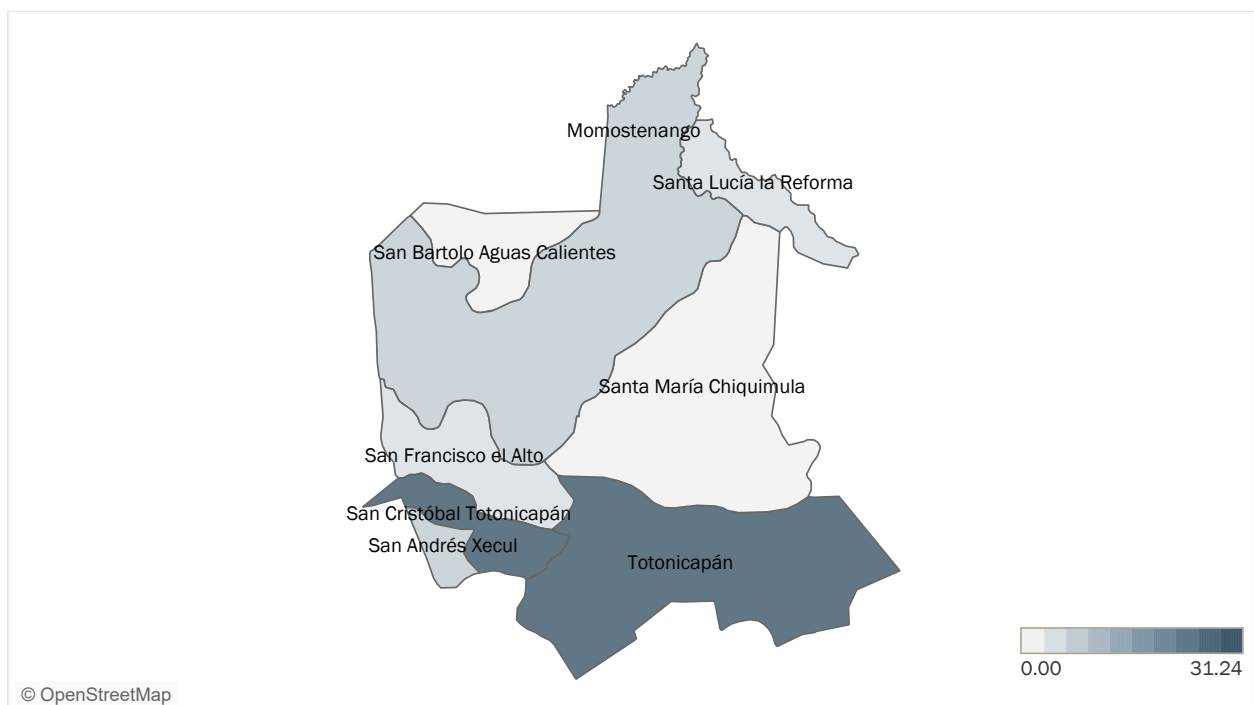 Momostenango
Santa Lucía la Reforma
San Bartolo Aguas Calientes
Santa María Chiquimula
San Francisco el Alto
San Cristóbal Totonicapán
San Andrés Xecul
Totonicapán
0.00
31.24
© OpenStreetMap